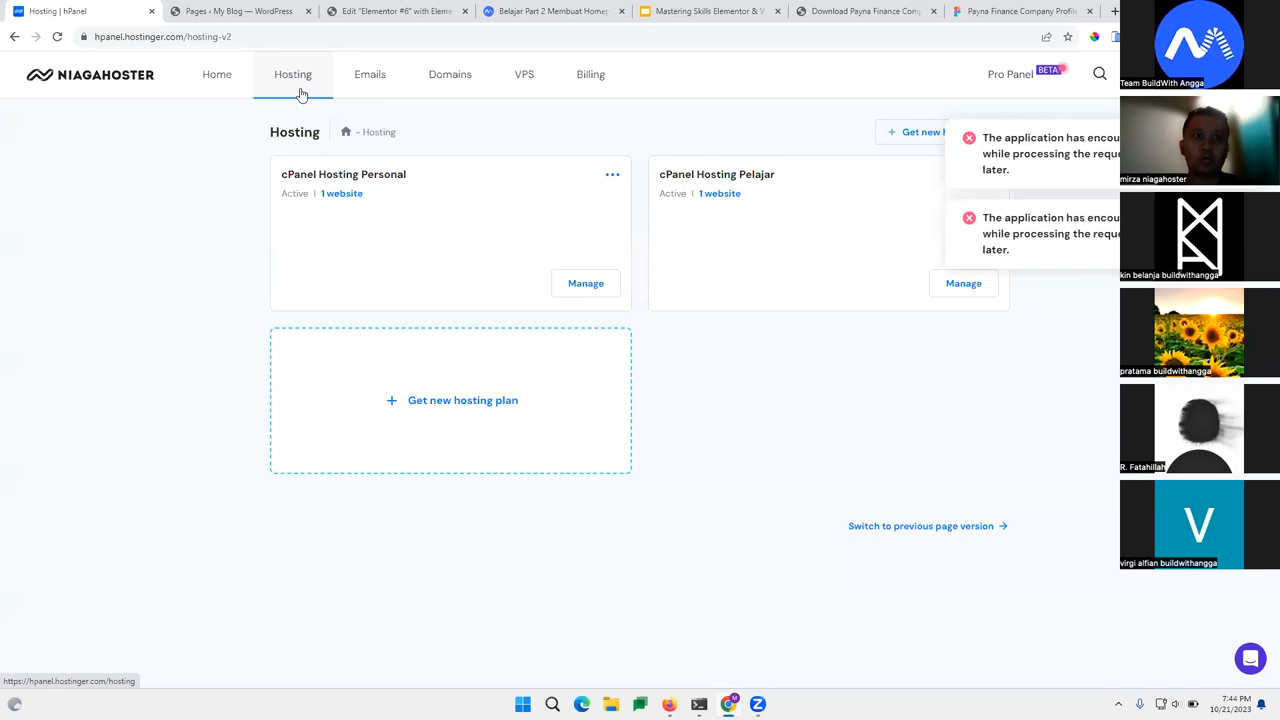 Hosting | hPanel
Pages ‹ My Blog — WordPress
Edit "Elementor #6" with Eleme
Belajar Part 2 Membuat Homep
Mastering Skills Elementor & V
Download Payna Finance Comp
Payna Finance Company Profile
hpanel.hostinger.com/hosting-v2
NIAGAHOSTER
Home
Hosting
Emails
Domains
VPS
Billing
Pro Panel
BETA
Team BuildWith Angga
Hosting
- Hosting
+ Get new h
The application has encou
while processing the reque
later.
mirza niagahoster
cPanel Hosting Personal
Active | 1 website
Manage
cPanel Hosting Pelajar
Active | 1 website
Manage
The application has encou
while processing the reque
later.
kin belanja buildwithangga
+ Get new hosting plan
pratama buildwithangga
R. Fatahillah
Switch to previous page version →
V
virgi alfian buildwithangga
https://hpanel.hostinger.com/hosting
7:44 PM
10/21/2023